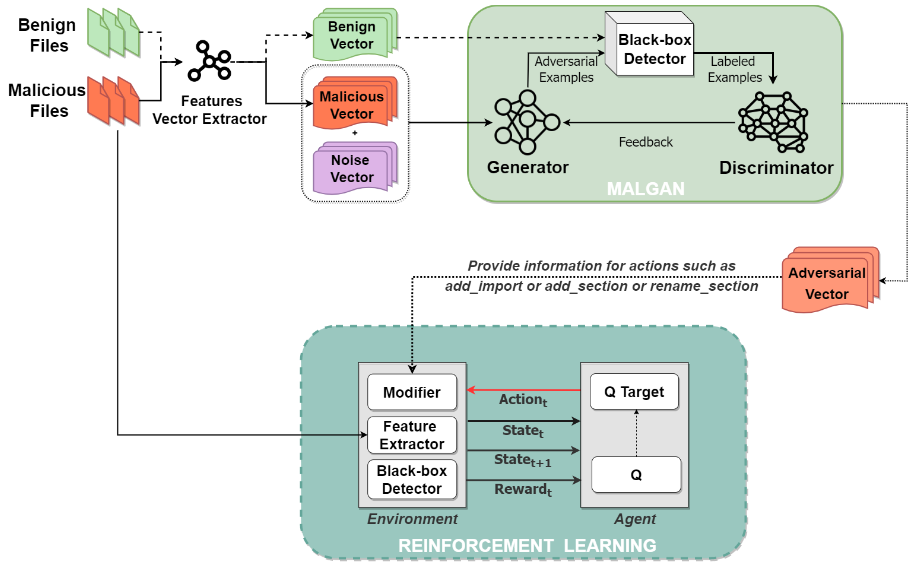 Benign
Files
Malicious
Files
Features
Vector Extractor
Benign
Vector
Malicious
Vector
+
Noise
Vector
Adversarial
Examples
Black-box
Detector
Labeled
Examples
Generator
Feedback
Discriminator
MALGAN
Provide information for actions such as
add_import or add_section or rename_section
Adversarial
Vector
Modifier
Feature
Extractor
Black-box
Detector
Environment
Actionₜ
Stateₜ
Stateₜ₊₁
Rewardₜ
Q Target
Q
Agent
REINFORCEMENT LEARNING